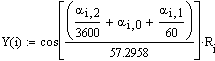 Y(i) := cos[((α_{i,2}/3600 + α_{i,0} + α_{i,1}/60)/57.2958)]·R_i